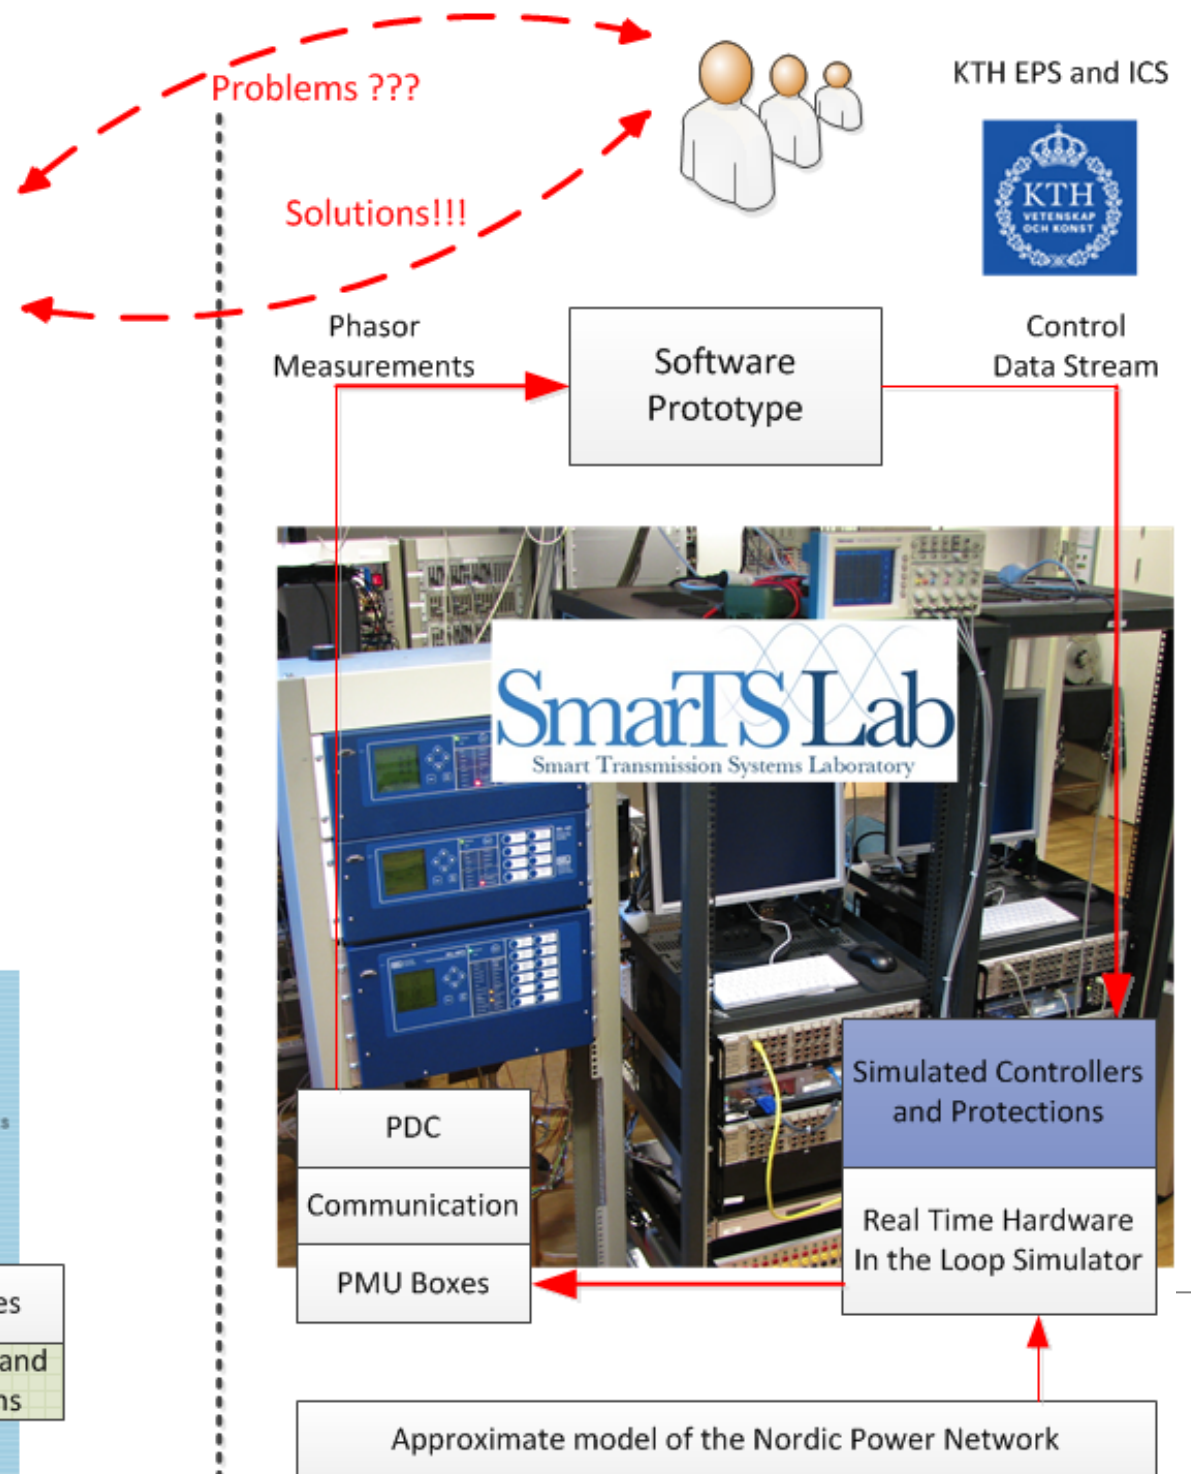 Problems ???
KTH EPS and ICS
KTH
VETENSKAP
OCH KONST
Solutions!!!
Phasor
Measurements
Software
Prototype
Control
Data Stream
SmarTS Lab
Smart Transmission Systems Laboratory
PDC
Communication
PMU Boxes
Simulated Controllers
and Protections
Real Time Hardware
In the Loop Simulator
s
es
and
ns
Approximate model of the Nordic Power Network